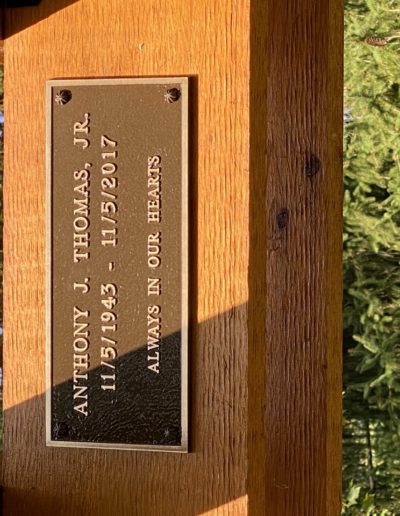 ANTHONY J. THOMAS, JR.
11/5/1943 - 11/5/2017
ALWAYS IN OUR HEARTS